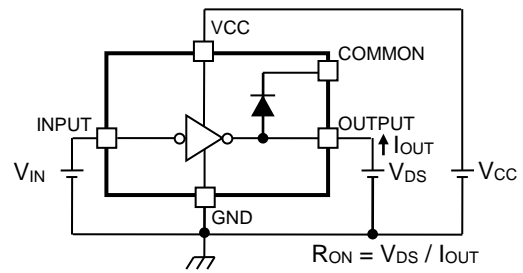 VCC
COMMON
INPUT
OUTPUT
IOUT
VIN
VDS
VCC
GND
RON = VDS / IOUT